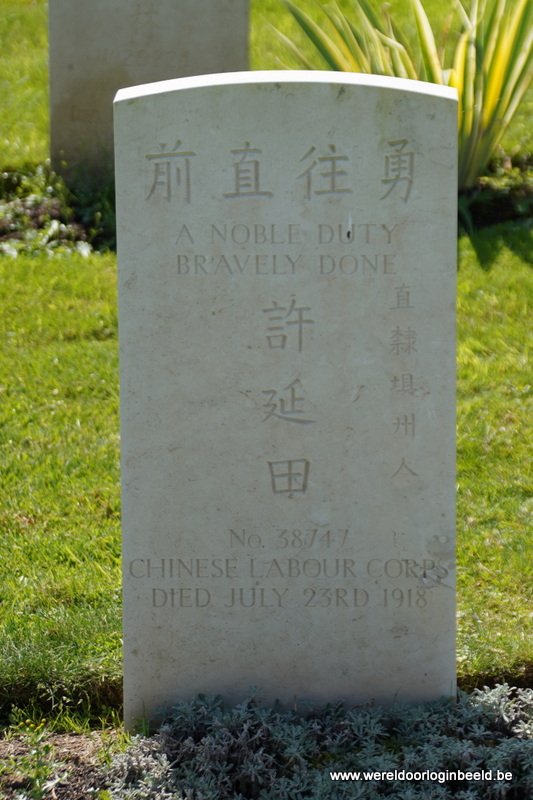 勇往直前
A NOBLE DUTY
BRAVELY DONE
直隸埧州人
許延田
No. 38747
CHINESE LABOUR CORPS
DIED JULY 23RD 1918
www.wereldoorloginbeeld.be